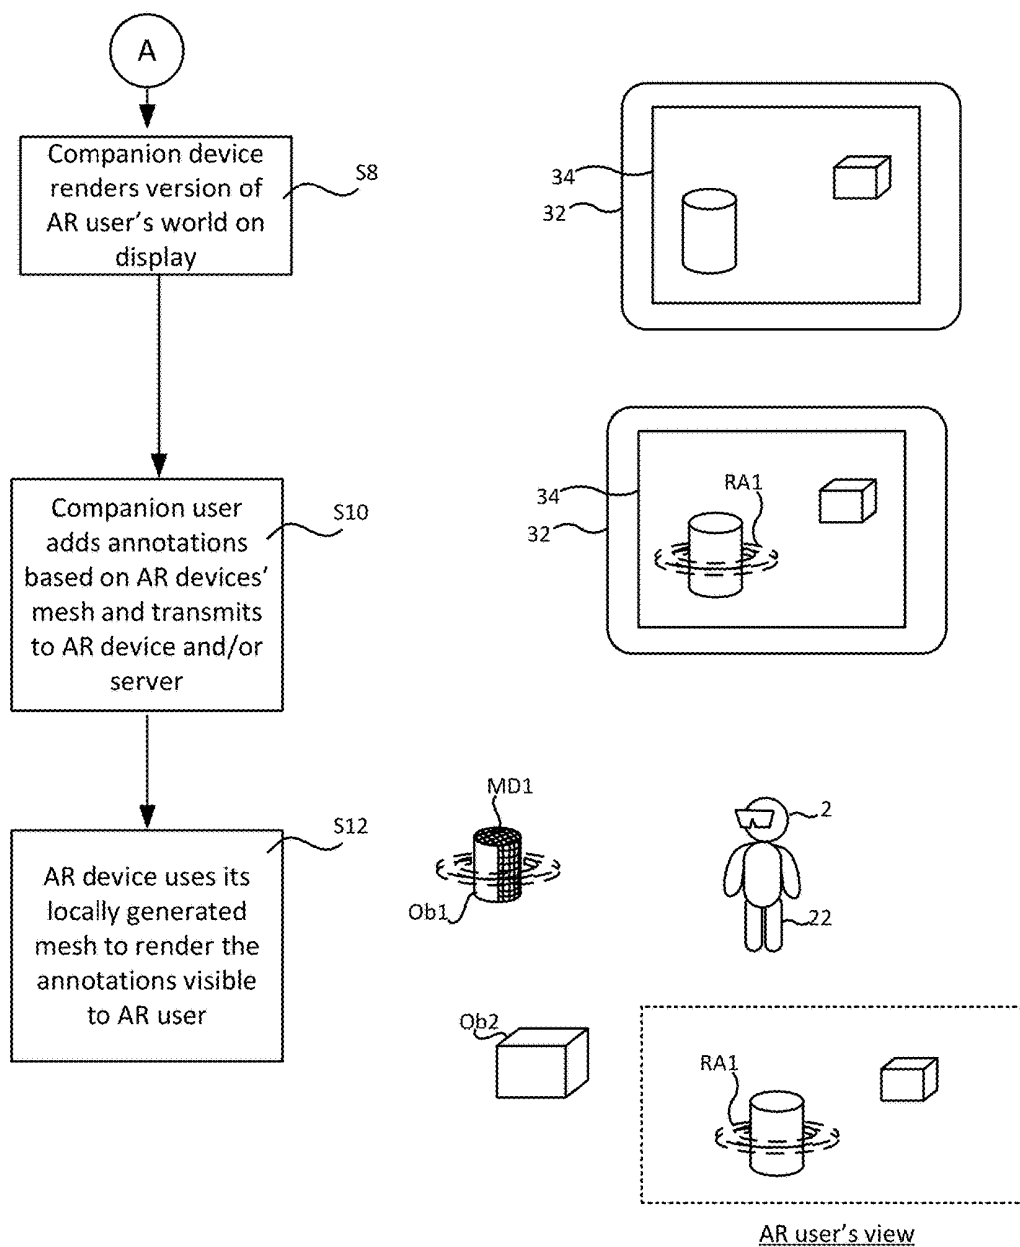 A
Companion device
renders version of
AR user's world on
display
S8
34
32
Companion user
adds annotations
based on AR devices'
mesh and transmits
to AR device and/or
server
S10
34
32
RA1
AR device uses its
locally generated
mesh to render the
annotations visible
to AR user
S12
MD1
Ob1
2
22
Ob2
RA1
AR user's view